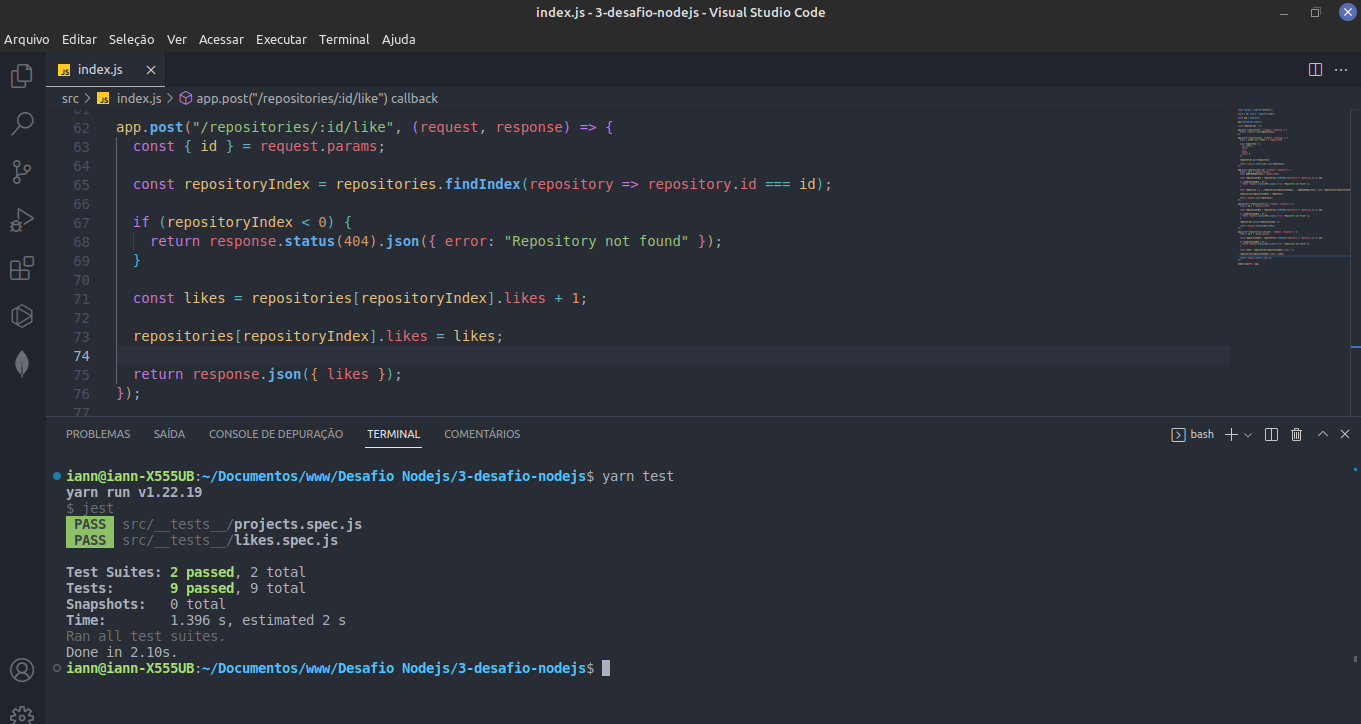 index.js - 3-desafio-nodejs - Visual Studio Code
Arquivo Editar Seleção Ver Acessar Executar Terminal Ajuda
JS index.js
src > JS index.js > app.post("/repositories/:id/like") callback
61
62 app.post("/repositories/:id/like", (request, response) => {
63 const { id } = request.params;
64
65 const repositoryIndex = repositories.findIndex(repository => repository.id === id);
66
67 if (repositoryIndex < 0) {
68 return response.status(404).json({ error: "Repository not found" });
69 }
70
71 const likes = repositories[repositoryIndex].likes + 1;
72
73 repositories[repositoryIndex].likes = likes;
74
75 return response.json({ likes });
76 });
77
PROBLEMAS SAÍDA CONSOLE DE DEPURAÇÃO TERMINAL COMENTÁRIOS bash
iann@iann-X555UB:~/Documentos/www/Desafio Nodejs/3-desafio-nodejs$ yarn test
yarn run v1.22.19
$ jest
PASS src/__tests__/projects.spec.js
PASS src/__tests__/likes.spec.js
Test Suites: 2 passed, 2 total
Tests: 9 passed, 9 total
Snapshots: 0 total
Time: 1.396 s, estimated 2 s
Ran all test suites.
Done in 2.10s.
iann@iann-X555UB:~/Documentos/www/Desafio Nodejs/3-desafio-nodejs$